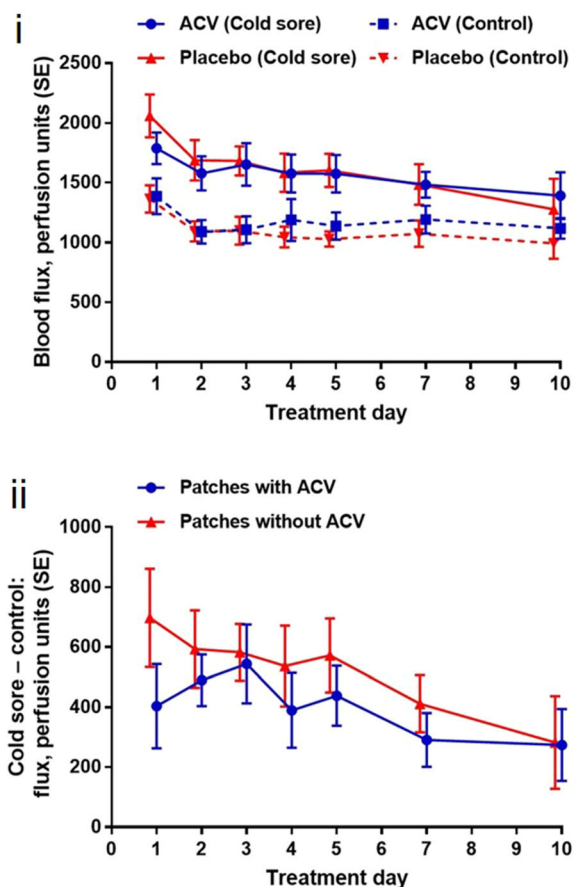 i
ACV (Cold sore) ACV (Control)
Placebo (Cold sore) Placebo (Control)
Blood flux, perfusion units (SE)
2500
2000
1500
1000
500
0
0 1 2 3 4 5 6 7 8 9 10
Treatment day
ii
Patches with ACV
Patches without ACV
Cold sore – control:
flux, perfusion units (SE)
1000
800
600
400
200
0
0 1 2 3 4 5 6 7 8 9 10
Treatment day